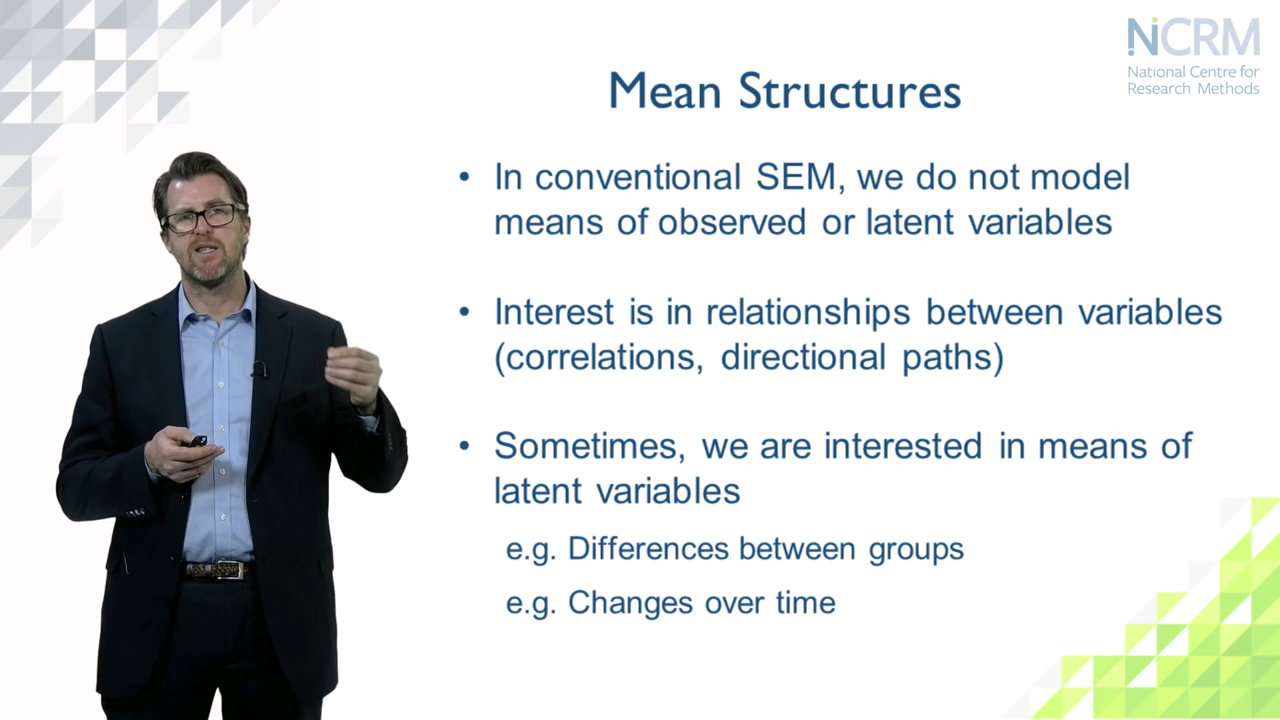 NCRM
National Centre for
Research Methods
Mean Structures
• In conventional SEM, we do not model
means of observed or latent variables
• Interest is in relationships between variables
(correlations, directional paths)
• Sometimes, we are interested in means of
latent variables
e.g. Differences between groups
e.g. Changes over time